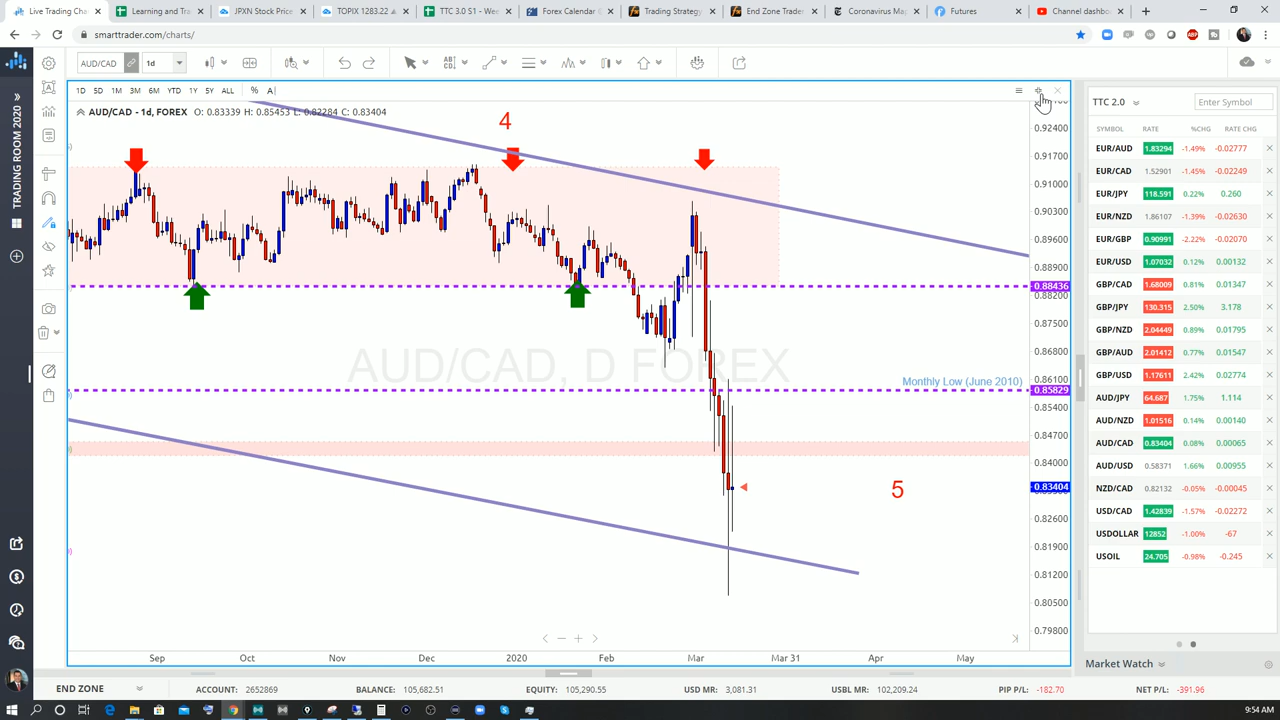 Live Trading Char
Learning and Tra
JPXN Stock Price
TOPIX 1283.22
TTC 3.0 S1 - We
Forex Calendar
Trading Strategy
End Zone Trader
Coronavirus Map
Futures
Channel dashbo
smarttrader.com/charts/
AUD/CAD 1d
1D 5D 1M 3M 6M YTD 1Y 5Y ALL % A|
AUD/CAD - 1d, FOREX O: 0.83339 H: 0.85453 L: 0.82284 C: 0.83404
TRADING ROOM 2020
4
AUD/CAD, D FOREX
Monthly Low (June 2010)
5
0.92400
0.91700
0.91000
0.90300
0.89600
0.88900
0.88436
0.88200
0.87500
0.86800
0.86100
0.85829
0.85400
0.84700
0.84000
0.83404
0.82600
0.81900
0.81200
0.80500
0.79800
Sep Oct Nov Dec 2020 Feb Mar Mar 31 Apr May
TTC 2.0 Enter Symbol
SYMBOL RATE %CHG RATE CHG
EUR/AUD 1.83294 -1.49% -0.02777
EUR/CAD 1.52901 -1.45% -0.02249
EUR/JPY 118.591 0.22% 0.260
EUR/NZD 1.86107 -1.39% -0.02630
EUR/GBP 0.90991 -2.22% -0.02070
EUR/USD 1.07032 0.12% 0.00132
GBP/CAD 1.68009 0.81% 0.01347
GBP/JPY 130.315 2.50% 3.178
GBP/NZD 2.04449 0.89% 0.01795
GBP/AUD 2.01412 0.77% 0.01547
GBP/USD 1.17611 2.42% 0.02774
AUD/JPY 64.687 1.75% 1.114
AUD/NZD 1.01516 0.14% 0.00140
AUD/CAD 0.83404 0.08% 0.00065
AUD/USD 0.58371 1.66% 0.00955
NZD/CAD 0.82132 -0.05% -0.00045
USD/CAD 1.42839 -1.57% -0.02272
USDOLLAR 12852 -1.00% -67
USOIL 24.705 -0.98% -0.245
Market Watch
END ZONE ACCOUNT: 2652869 BALANCE: 105,682.51 EQUITY: 105,290.55 USD MR: 3,081.31 USBL MR: 102,209.24 PIP P/L: -182.70 NET P/L: -391.96
9:54 AM